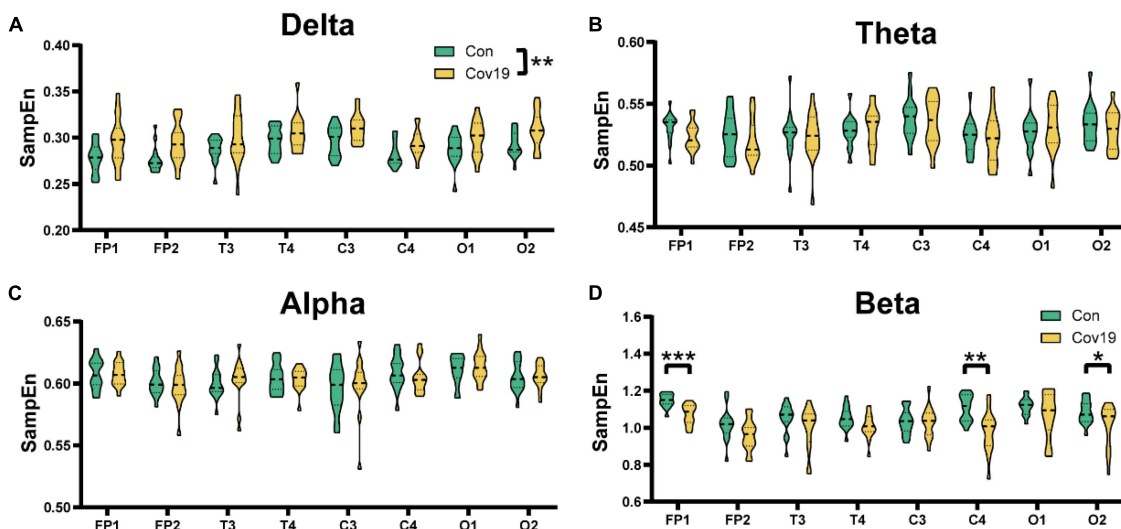 A
Delta
0.40
0.35
0.30
0.25
0.20
SampEn
Con
Cov19
**
FP1 FP2 T3 T4 C3 C4 O1 O2
B
Theta
0.60
0.55
0.50
0.45
SampEn
FP1 FP2 T3 T4 C3 C4 O1 O2
C
Alpha
0.65
0.60
0.55
0.50
SampEn
FP1 FP2 T3 T4 C3 C4 O1 O2
D
Beta
1.6
1.4
1.2
1.0
0.8
0.6
SampEn
Con
Cov19
*** ** *
FP1 FP2 T3 T4 C3 C4 O1 O2